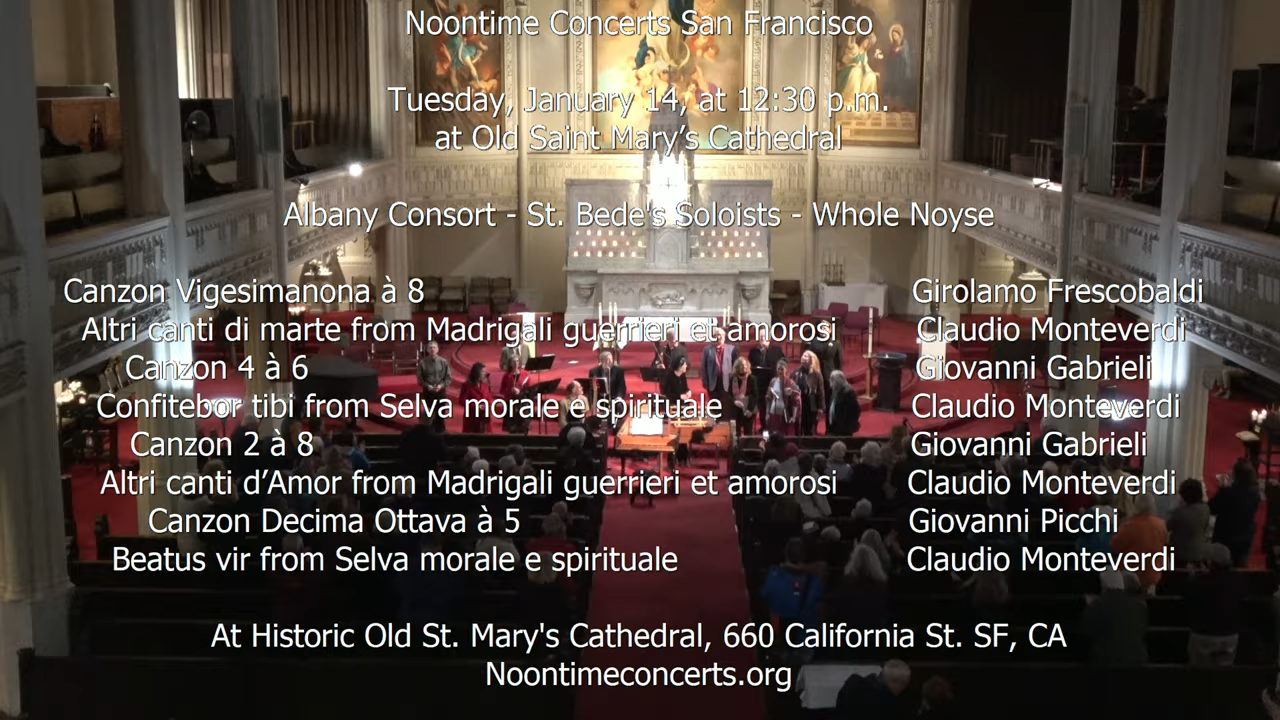 Noontime Concerts San Francisco
Tuesday, January 14, at 12:30 p.m.
at Old Saint Mary’s Cathedral
Albany Consort - St. Bede's Soloists - Whole Noyse
Canzon Vigesimanona à 8 Girolamo Frescobaldi
Altri canti di marte from Madrigali guerrieri et amorosi Claudio Monteverdi
Canzon 4 à 6 Giovanni Gabrieli
Confitebor tibi from Selva morale e spirituale Claudio Monteverdi
Canzon 2 à 8 Giovanni Gabrieli
Altri canti d’Amor from Madrigali guerrieri et amorosi Claudio Monteverdi
Canzon Decima Ottava à 5 Giovanni Picchi
Beatus vir from Selva morale e spirituale Claudio Monteverdi
At Historic Old St. Mary's Cathedral, 660 California St. SF, CA
Noontimeconcerts.org